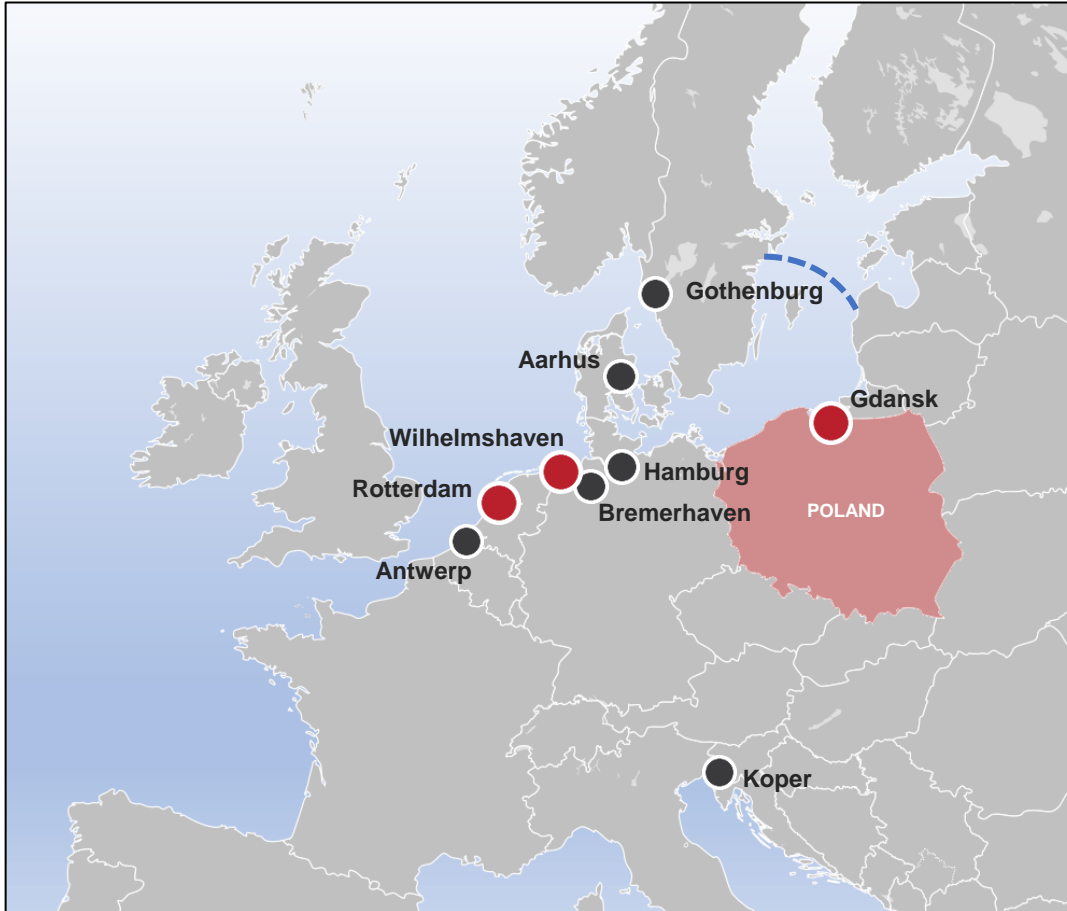 Gothenburg
Aarhus
Gdansk
Wilhelmshaven
Hamburg
Rotterdam
Bremerhaven
POLAND
Antwerp
Koper